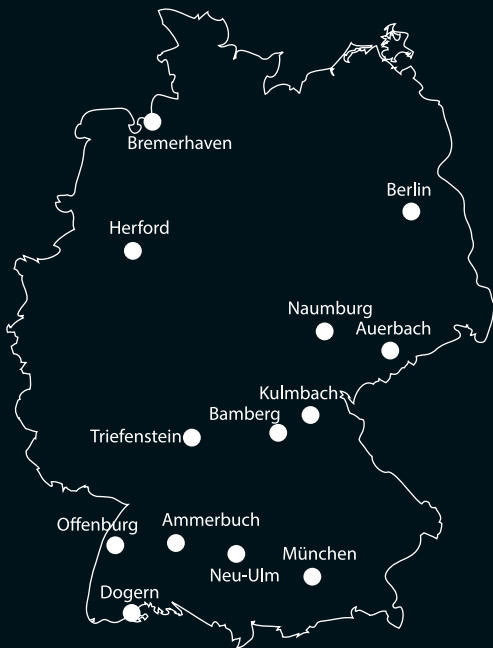 Bremerhaven
Berlin
Herford
Naumburg
Auerbach
Kulmbach
Bamberg
Triefenstein
Offenburg
Ammerbuch
Neu-Ulm
München
Dogern